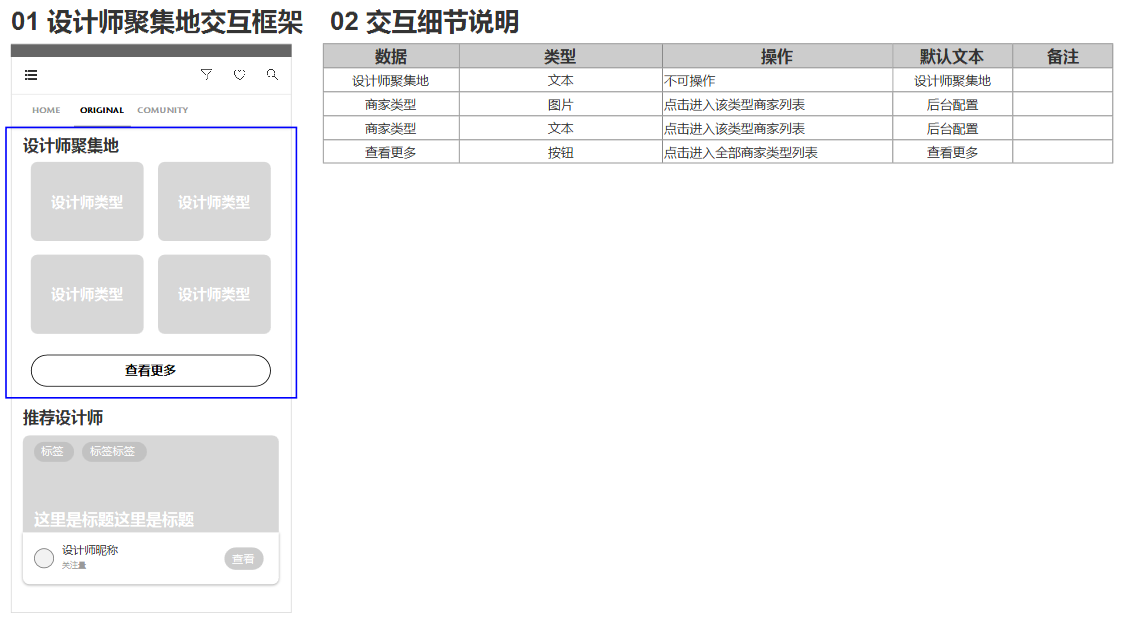 01 设计师聚集地交互框架
HOME ORIGINAL COMUNITY
设计师聚集地
设计师类型 设计师类型
设计师类型 设计师类型
查看更多
推荐设计师
标签 标签标签
这里是标题这里是标题
设计师昵称
关注量
查看
02 交互细节说明
数据 类型 操作 默认文本 备注
设计师聚集地 文本 不可操作 设计师聚集地
商家类型 图片 点击进入该类型商家列表 后台配置
商家类型 文本 点击进入该类型商家列表 后台配置
查看更多 按钮 点击进入全部商家类型列表 查看更多